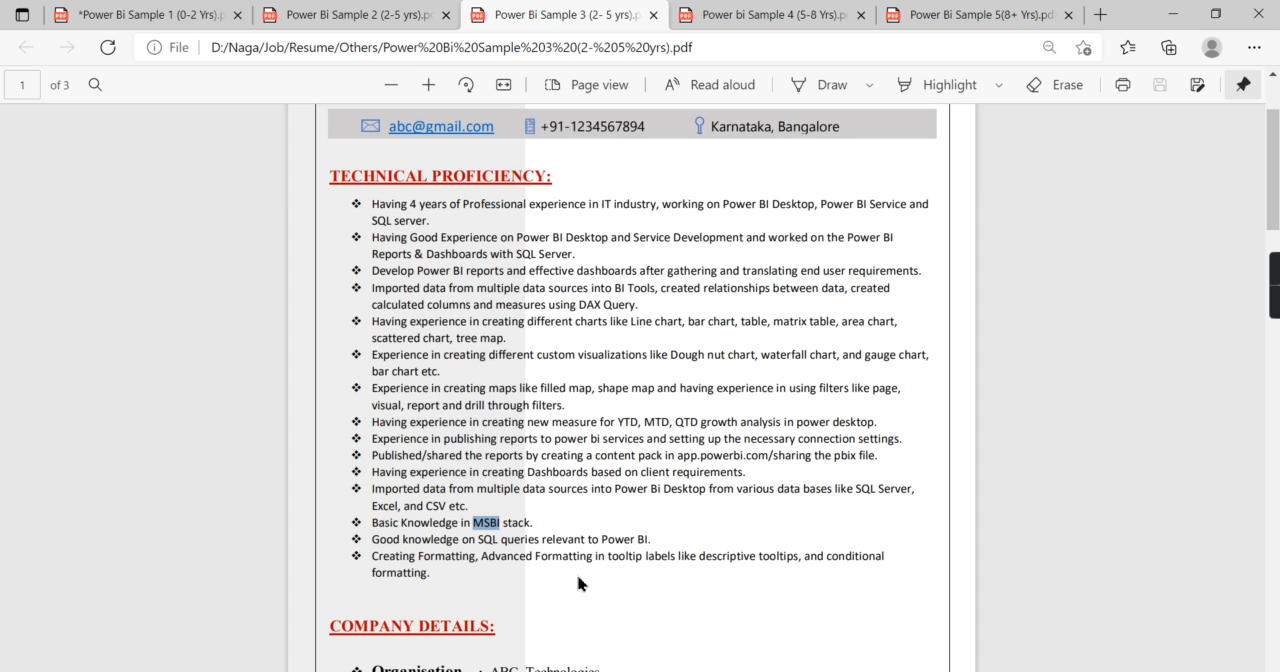 *Power Bi Sample 1 (0-2 Yrs).p
Power Bi Sample 2 (2-5 yrs).p
Power Bi Sample 3 (2- 5 yrs).p
Power bi Sample 4 (5-8 Yrs).p
Power Bi Sample 5(8+ Yrs).pdf
File D:/Naga/Job/Resume/Others/Power%20Bi%20Sample%203%20(2-%205%20yrs).pdf
1 of 3 Page view Read aloud Draw Highlight Erase
abc@gmail.com +91-1234567894 Karnataka, Bangalore
TECHNICAL PROFICIENCY:
❖ Having 4 years of Professional experience in IT industry, working on Power BI Desktop, Power BI Service and
SQL server.
❖ Having Good Experience on Power BI Desktop and Service Development and worked on the Power BI
Reports & Dashboards with SQL Server.
❖ Develop Power BI reports and effective dashboards after gathering and translating end user requirements.
❖ Imported data from multiple data sources into BI Tools, created relationships between data, created
calculated columns and measures using DAX Query.
❖ Having experience in creating different charts like Line chart, bar chart, table, matrix table, area chart,
scattered chart, tree map.
❖ Experience in creating different custom visualizations like Dough nut chart, waterfall chart, and gauge chart,
bar chart etc.
❖ Experience in creating maps like filled map, shape map and having experience in using filters like page,
visual, report and drill through filters.
❖ Having experience in creating new measure for YTD, MTD, QTD growth analysis in power desktop.
❖ Experience in publishing reports to power bi services and setting up the necessary connection settings.
❖ Published/shared the reports by creating a content pack in app.powerbi.com/sharing the pbix file.
❖ Having experience in creating Dashboards based on client requirements.
❖ Imported data from multiple data sources into Power Bi Desktop from various data bases like SQL Server,
Excel, and CSV etc.
❖ Basic Knowledge in MSBI stack.
❖ Good knowledge on SQL queries relevant to Power BI.
❖ Creating Formatting, Advanced Formatting in tooltip labels like descriptive tooltips, and conditional
formatting.
COMPANY DETAILS:
❖ Organisation : ABC Technologies